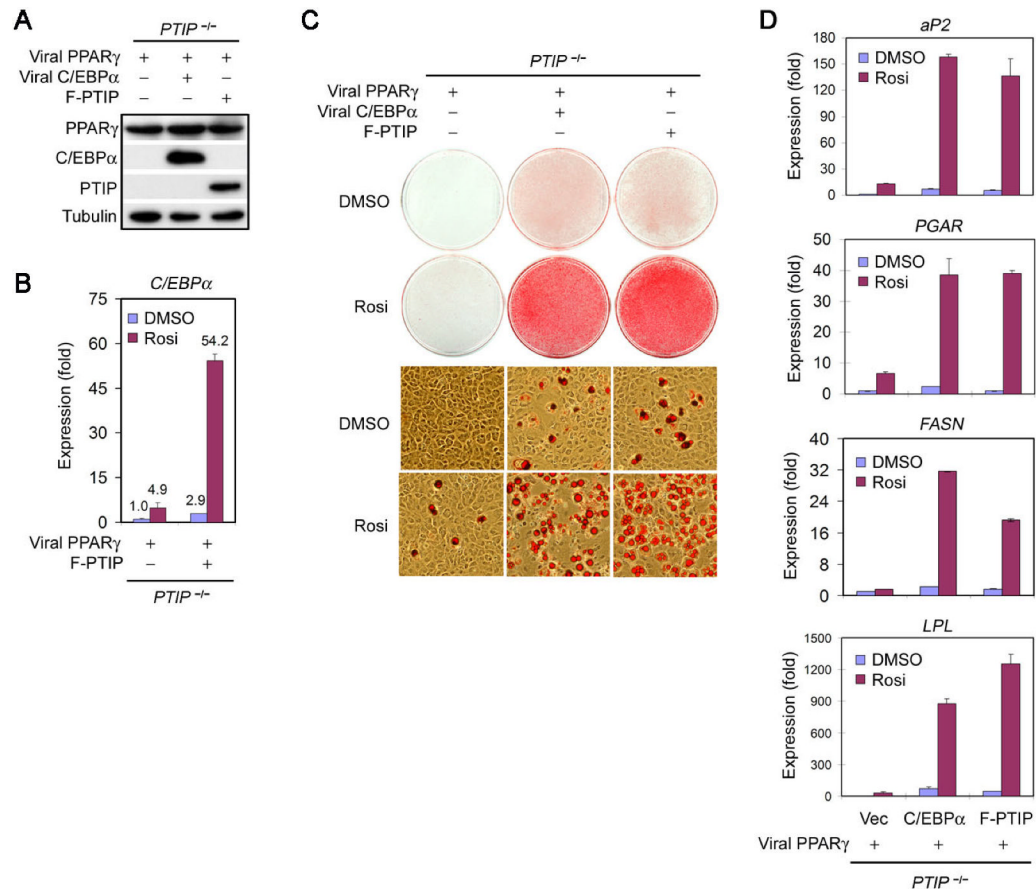 A
PTIP –/–
Viral PPARγ + + +
Viral C/EBPα – + –
F-PTIP – – +
PPARγ
C/EBPα
PTIP
Tubulin
B
C/EBPα
DMSO
Rosi
Expression (fold)
75
60
45
30
15
0
1.0
4.9
2.9
54.2
Viral PPARγ + +
F-PTIP – +
PTIP –/–
C
PTIP –/–
Viral PPARγ + + +
Viral C/EBPα – + –
F-PTIP – – +
DMSO
Rosi
DMSO
Rosi
D
aP2
DMSO
Rosi
Expression (fold)
180
150
120
90
60
30
0
PGAR
DMSO
Rosi
Expression (fold)
50
40
30
20
10
0
FASN
DMSO
Rosi
Expression (fold)
40
32
24
16
8
0
LPL
DMSO
Rosi
Expression (fold)
1500
1200
900
600
300
0
Vec C/EBPα F-PTIP
Viral PPARγ + + +
PTIP –/–